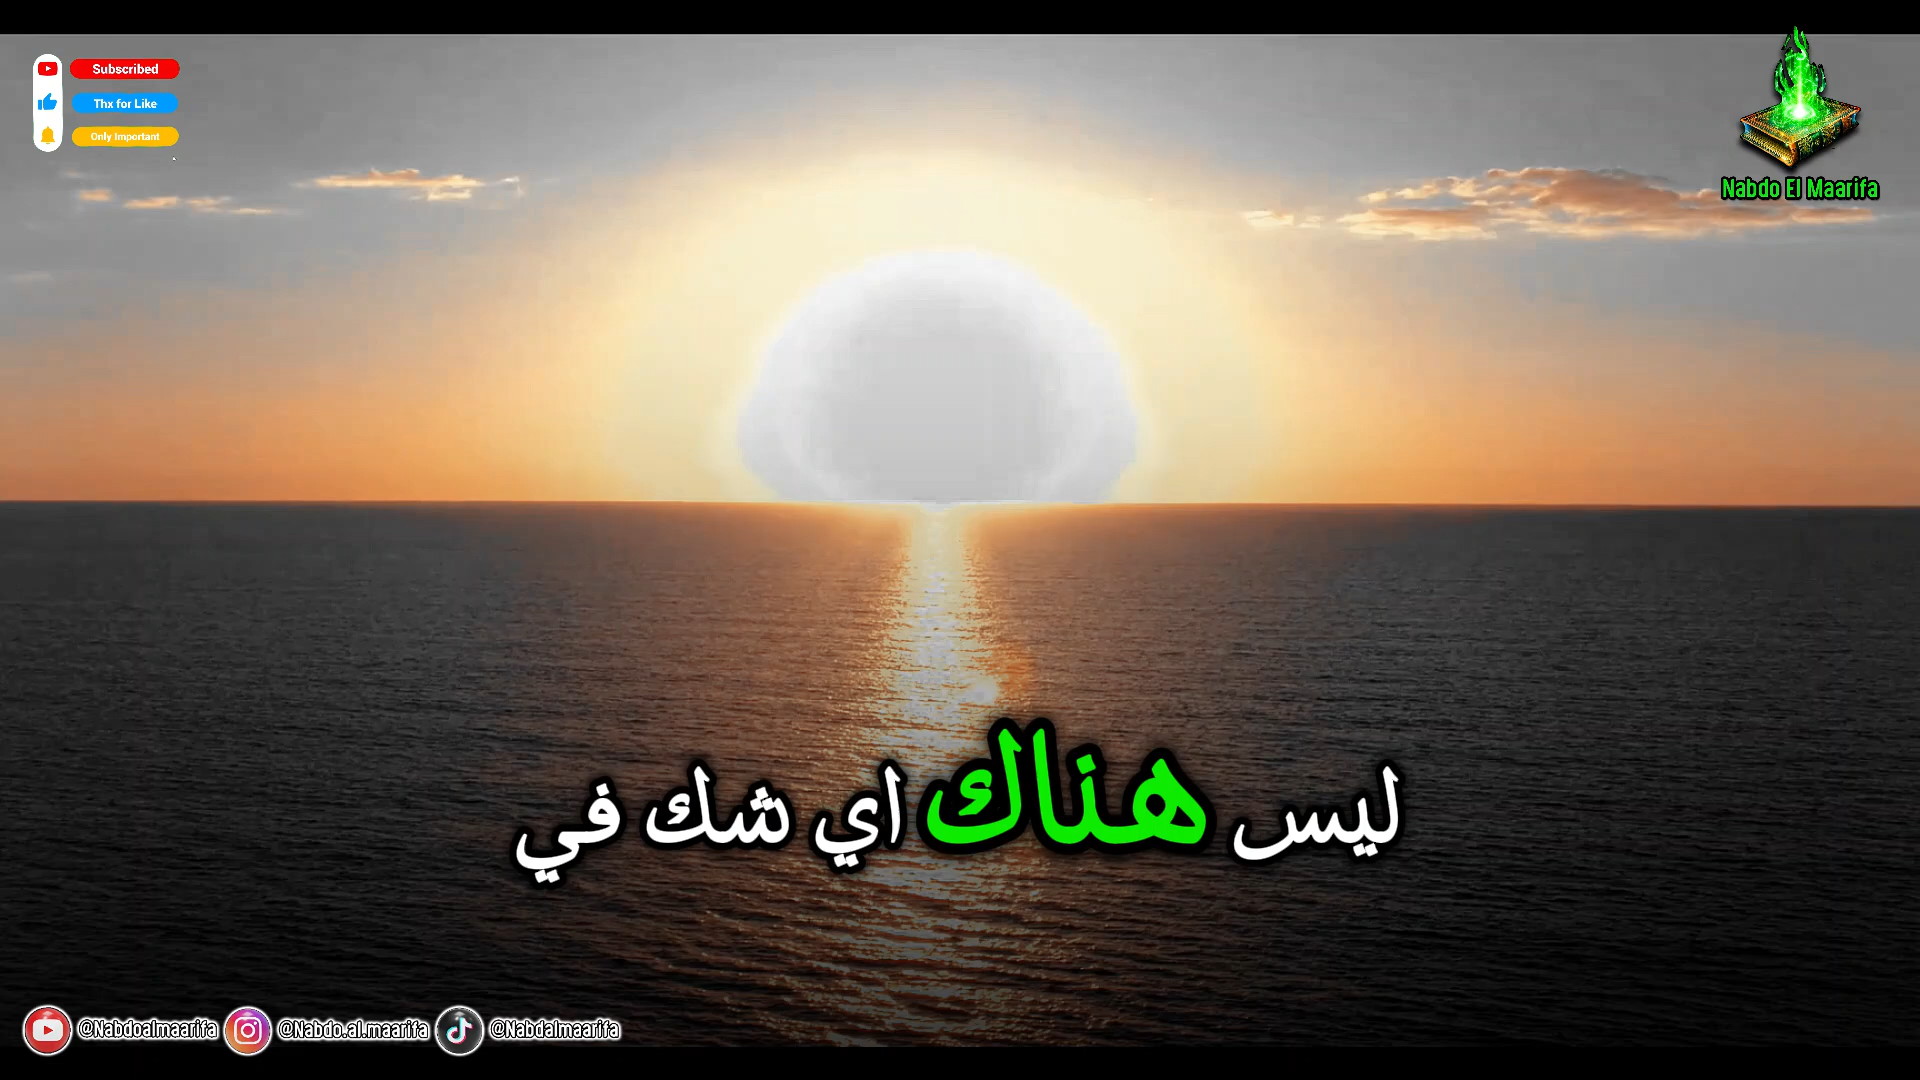 Subscribed
Thx for Like
Only Important
Nabdo El Maarifa
ليس هناك اي شك في
@Nabdoalmaarifa @Nabdo.al.maarifa @Nabdalmaarifa